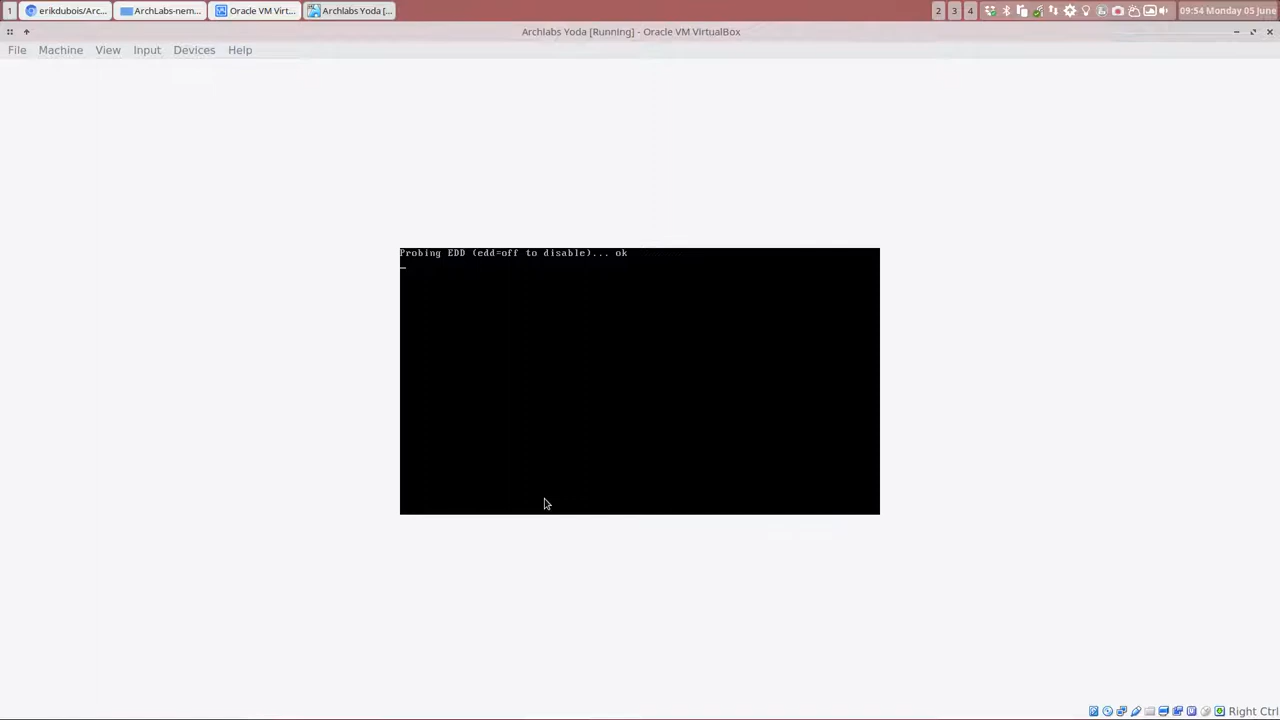 1 erikdubois/Arc... ArchLabs-nem... Oracle VM Virt... Archlabs Yoda [... 2 3 4 09:54 Monday 05 June
Archlabs Yoda [Running] - Oracle VM VirtualBox
File Machine View Input Devices Help
Probing EDD (edd=off to disable)... ok
Right Ctrl